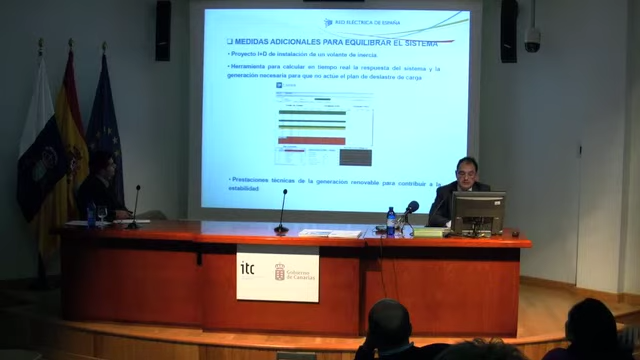 RED ELÉCTRICA DE ESPAÑA
❑ MEDIDAS ADICIONALES PARA EQUILIBRAR EL SISTEMA
• Proyecto I+D de instalación de un volante de inercia.
• Herramienta para calcular en tiempo real la respuesta del sistema y la
generación necesaria para que no actúe el plan de deslastre de carga
• Prestaciones técnicas de la generación renovable para contribuir a la
estabilidad
itc
Gobierno
de Canarias